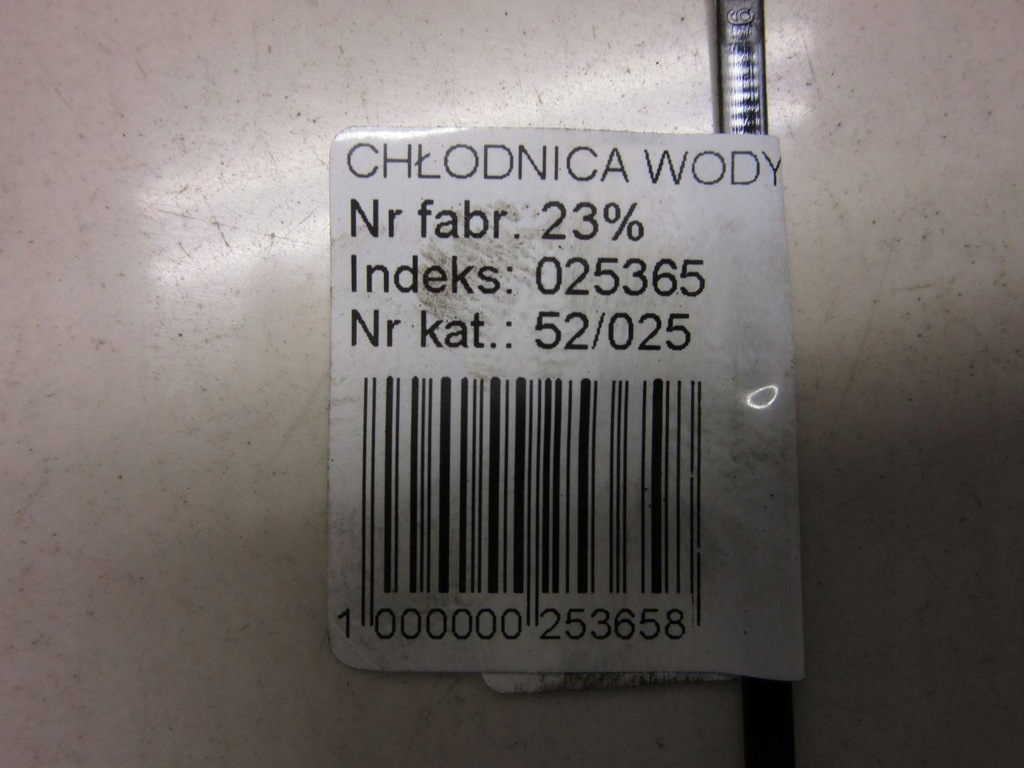 CHŁODNICA WODY
Nr fabr.: 23%
Indeks: 025365
Nr kat.: 52/025
1 000000 253658